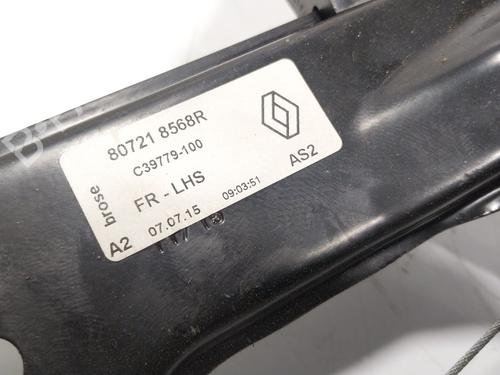 80721 8568R
C39779-100
brose
FR - LHS
AS2
A2
07.07.15
09:03:51